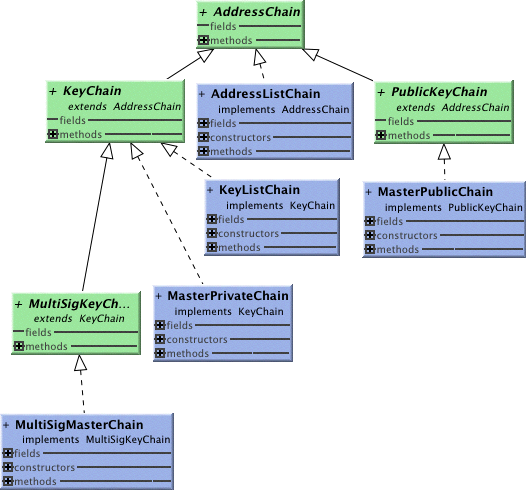 + AddressChain
fields
methods
+ KeyChain
extends AddressChain
fields
methods
+ AddressListChain
implements AddressChain
fields
constructors
methods
+ PublicKeyChain
extends AddressChain
fields
methods
+ KeyListChain
implements KeyChain
fields
constructors
methods
+ MasterPublicChain
implements PublicKeyChain
fields
constructors
methods
+ MultiSigKeyCh...
extends KeyChain
fields
methods
+ MasterPrivateChain
implements KeyChain
fields
constructors
methods
+ MultiSigMasterChain
implements MultiSigKeyChain
fields
constructors
methods